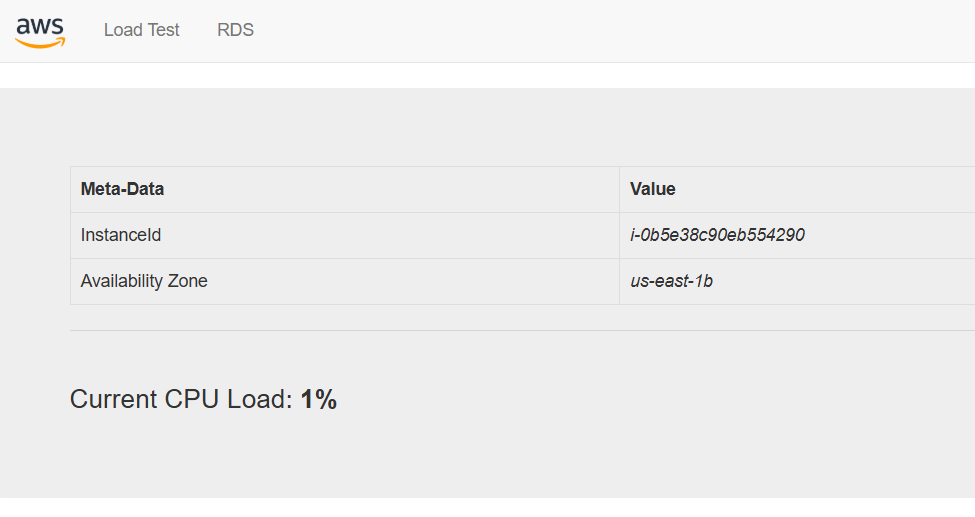 aws Load Test RDS
Meta-Data Value
InstanceId i-0b5e38c90eb554290
Availability Zone us-east-1b
Current CPU Load: 1%